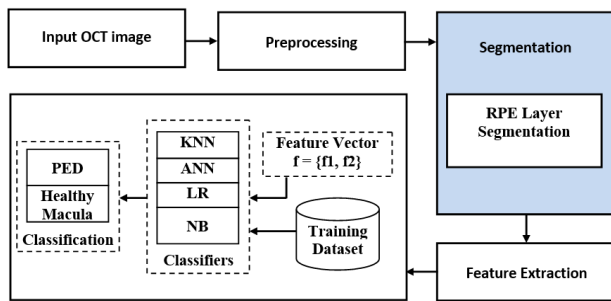 Input OCT image
Preprocessing
Segmentation
RPE Layer
Segmentation
Feature Extraction
Feature Vector
f = {f1, f2}
Training
Dataset
KNN
ANN
LR
NB
Classifiers
PED
Healthy
Macula
Classification